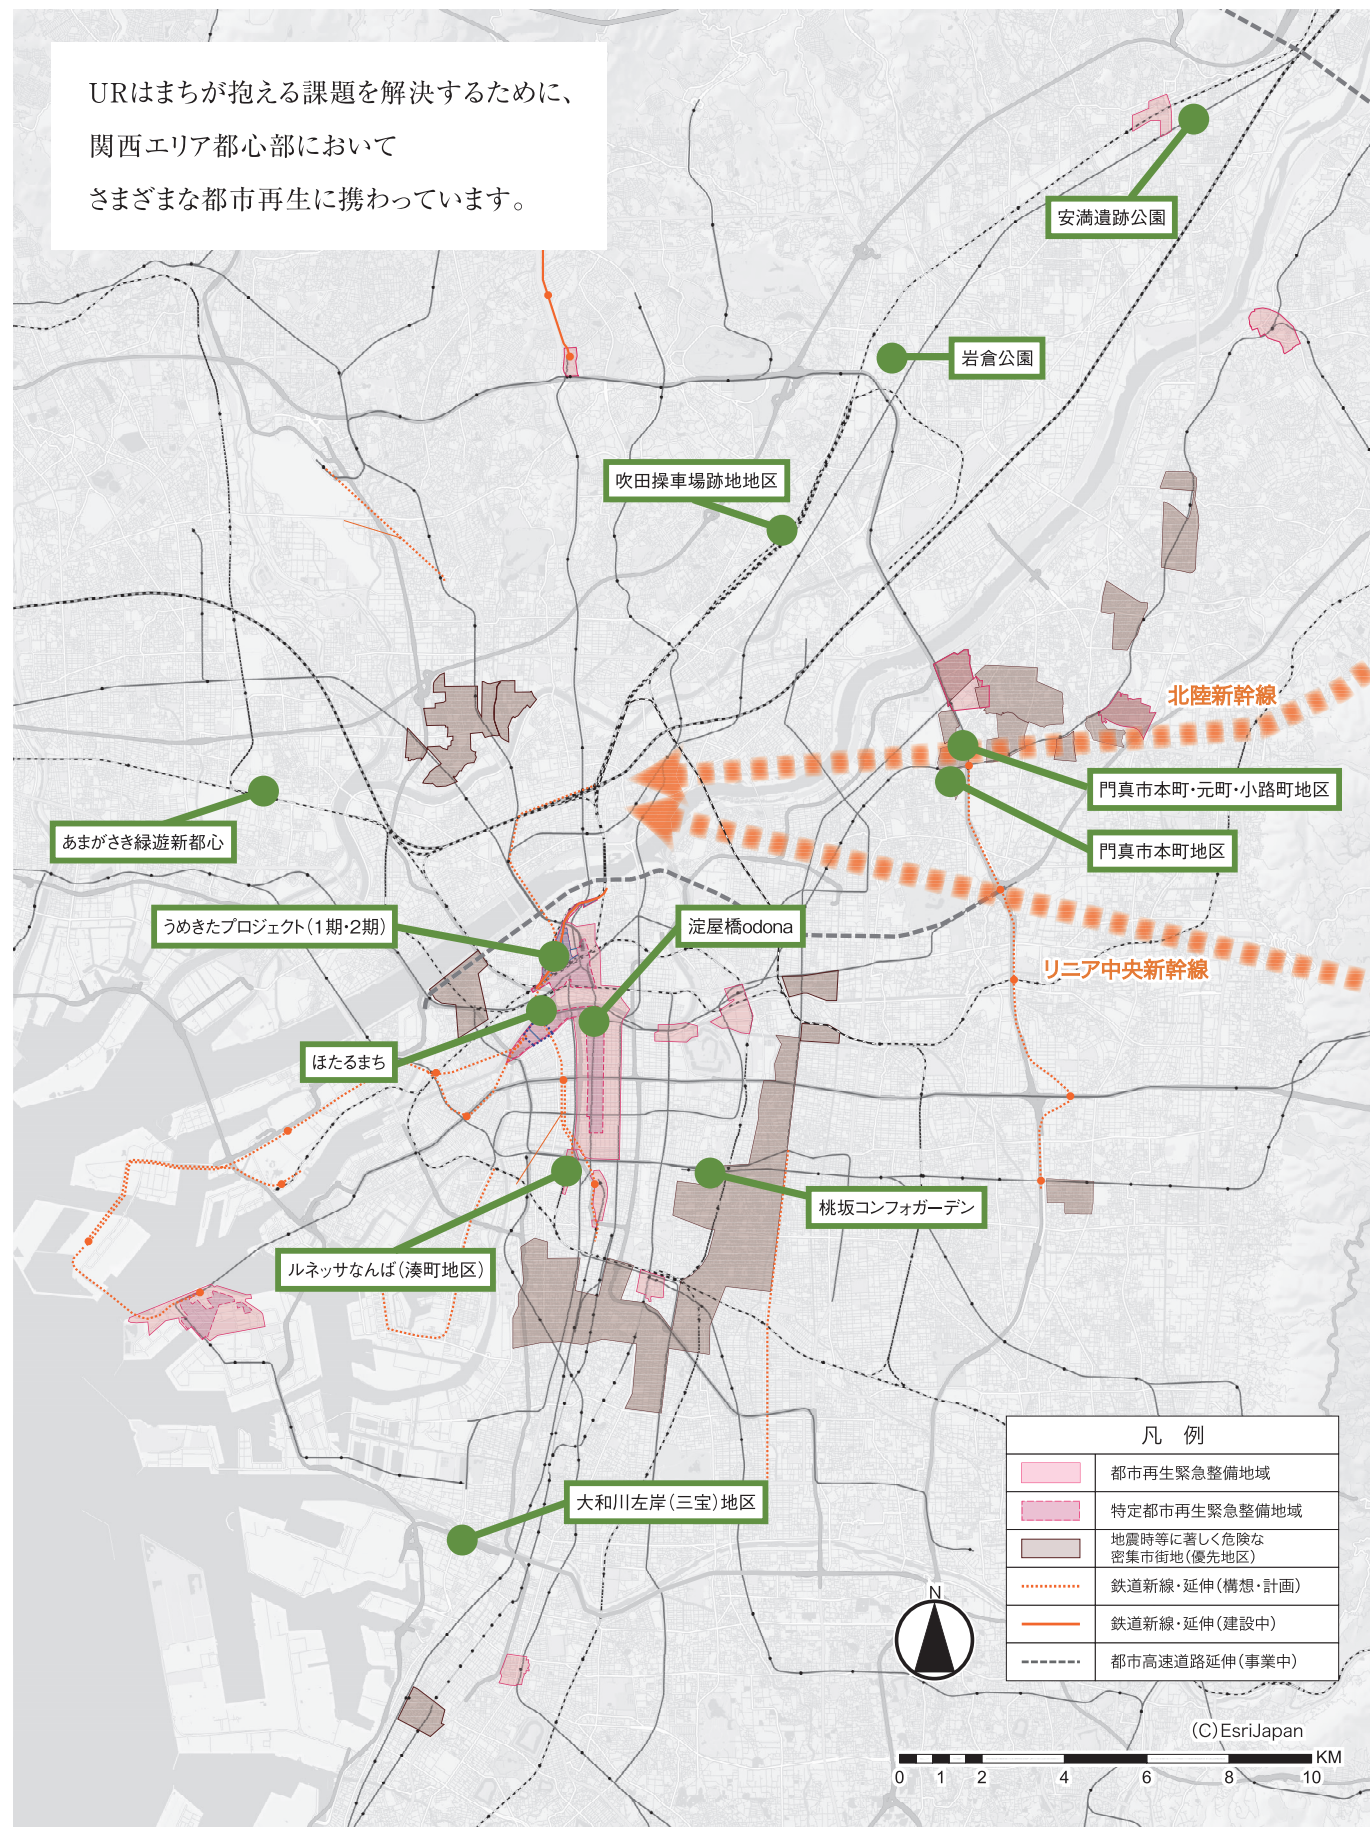 URはまちが抱える課題を解決するために、
関西エリア都心部において
さまざまな都市再生に携わっています。
安満遺跡公園
岩倉公園
吹田操車場跡地地区
北陸新幹線
門真市本町・元町・小路町地区
門真市本町地区
あまがさき緑遊新都心
うめきたプロジェクト（1期・2期）
淀屋橋odona
リニア中央新幹線
ほたるまち
桃坂コンフォガーデン
ルネッサなんば（湊町地区）
大和川左岸（三宝）地区
凡 例
都市再生緊急整備地域
特定都市再生緊急整備地域
地震時等に著しく危険な
密集市街地（優先地区）
鉄道新線・延伸（構想・計画）
鉄道新線・延伸（建設中）
都市高速道路延伸（事業中）
N
(C)EsriJapan
KM
0 1 2 4 6 8 10